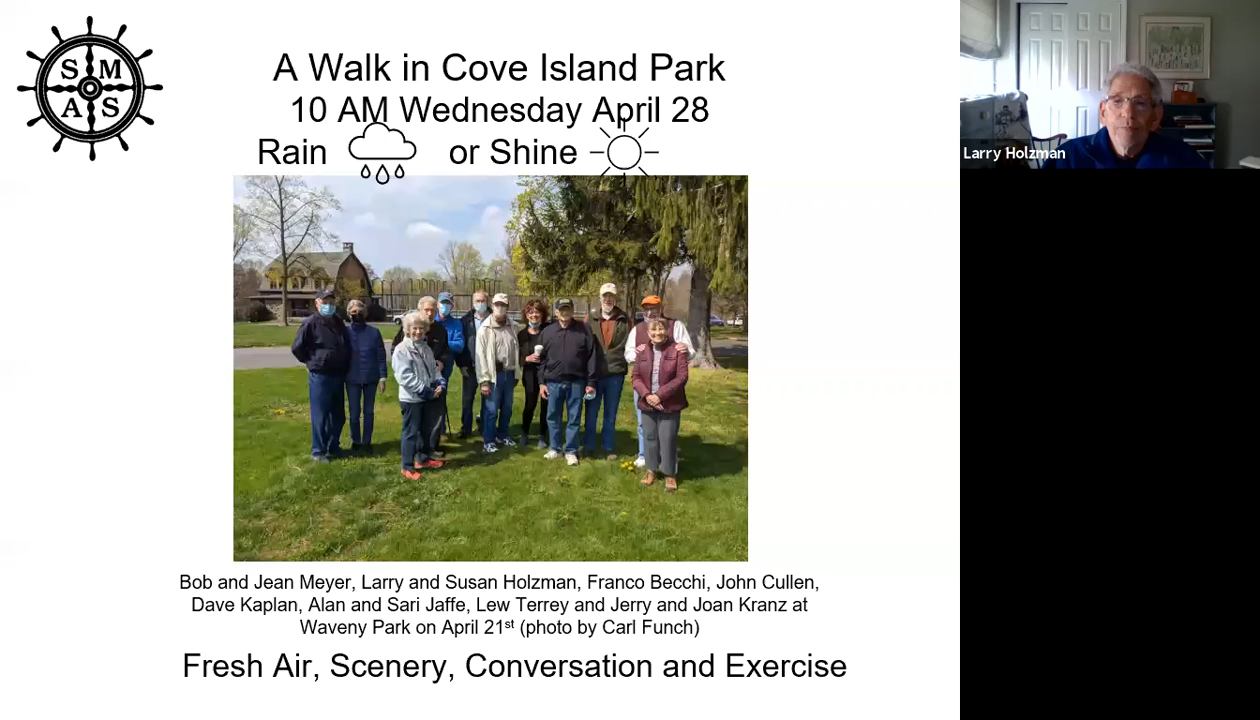 S M
A S
A Walk in Cove Island Park
10 AM Wednesday April 28
Rain or Shine
Larry Holzman
Bob and Jean Meyer, Larry and Susan Holzman, Franco Becchi, John Cullen,
Dave Kaplan, Alan and Sari Jaffe, Lew Terrey and Jerry and Joan Kranz at
Waveny Park on April 21st (photo by Carl Funch)
Fresh Air, Scenery, Conversation and Exercise